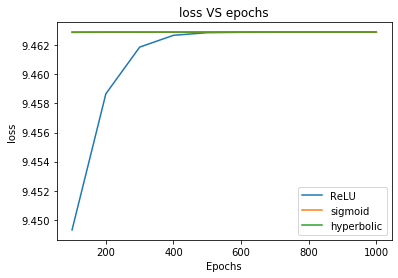 loss VS epochs
9.462
9.460
9.458
9.456
9.454
9.452
9.450
loss
200
400
600
800
1000
Epochs
ReLU
sigmoid
hyperbolic